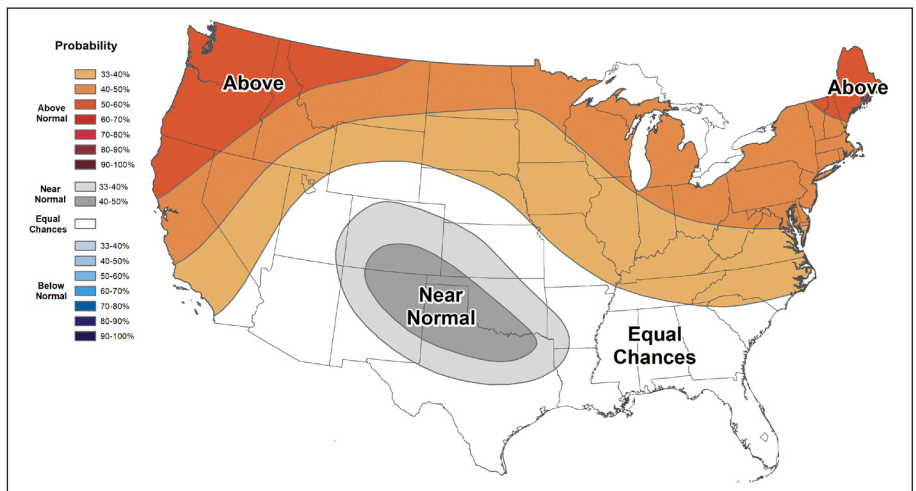 Probability
Above
Normal
33-40%
40-50%
50-60%
60-70%
70-80%
80-90%
90-100%
Near
Normal
33-40%
40-50%
Equal
Chances
Below
Normal
33-40%
40-50%
50-60%
60-70%
70-80%
80-90%
90-100%
Above
Above
Near
Normal
Equal
Chances